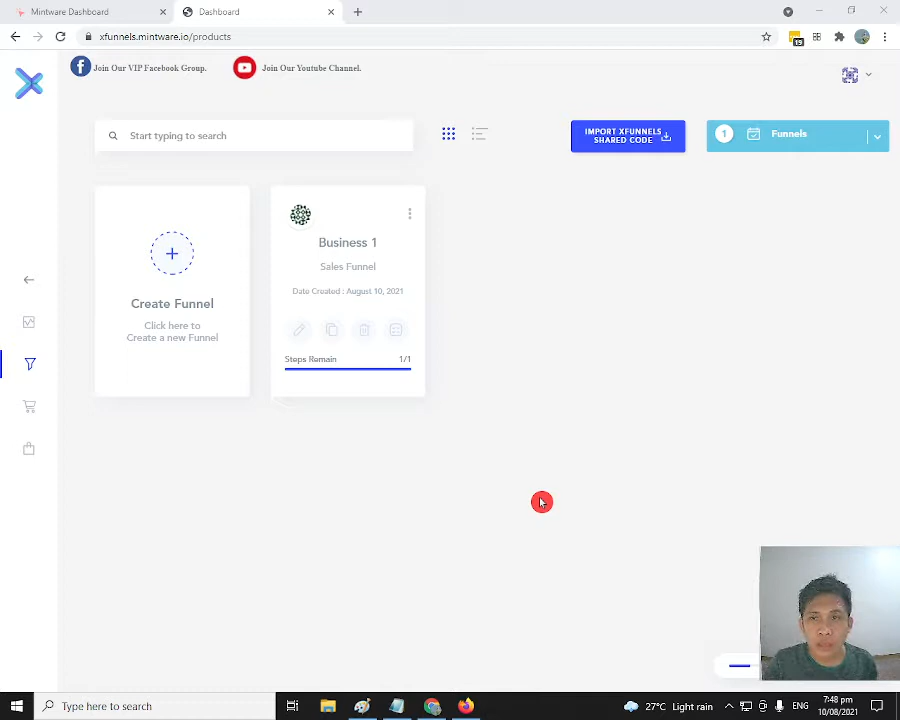 Mintware Dashboard
Dashboard
xfunnels.mintware.io/products
19
Join Our VIP Facebook Group.
Join Our Youtube Channel.
Start typing to search
IMPORT XFUNNELS
SHARED CODE
1
Funnels
Create Funnel
Click here to
Create a new Funnel
Business 1
Sales Funnel
Date Created : August 10, 2021
Steps Remain
1/1
Type here to search
27°C Light rain
ENG
7:48 pm
10/08/2021